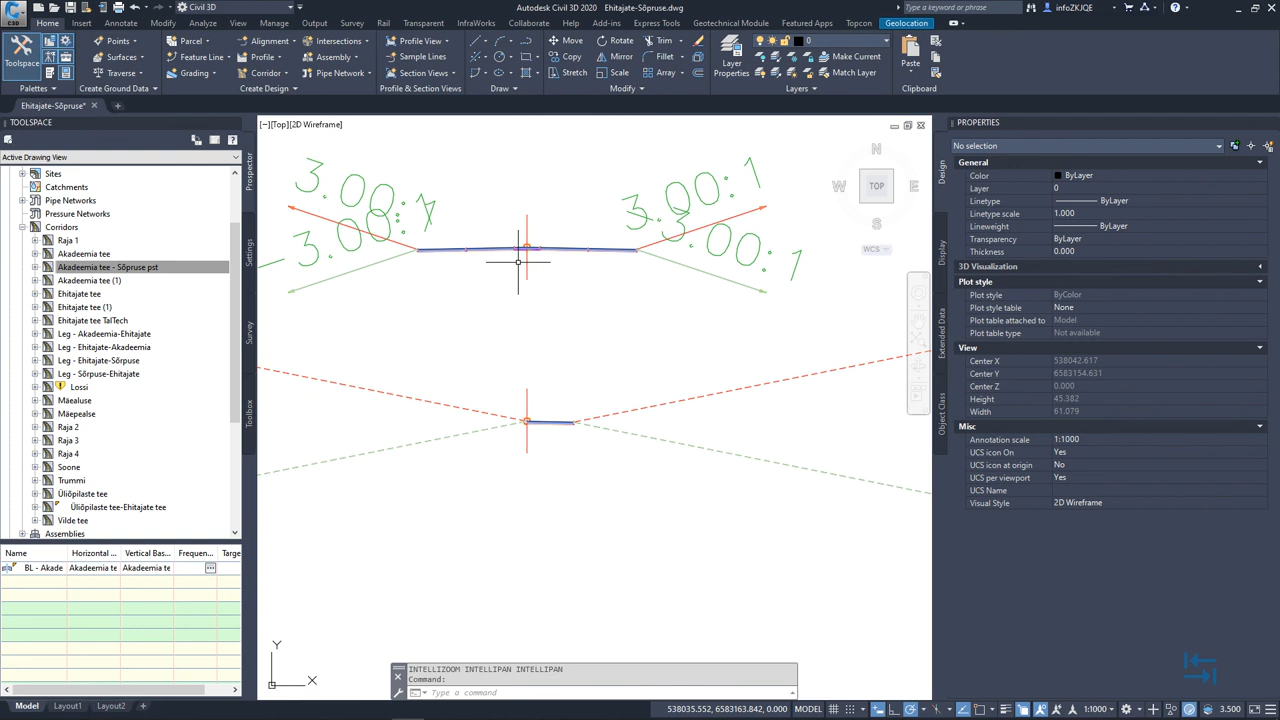 C3D
Civil 3D
Share
Autodesk Civil 3D 2020 Ehitajate-Sõpruse.dwg
Type a keyword or phrase
infoZKJQE
Home Insert Annotate Modify Analyze View Manage Output Survey Rail Transparent InfraWorks Collaborate Help Add-ins Express Tools Geotechnical Module Featured Apps Topcon Geolocation
Toolspace
Palettes
Points
Surfaces
Traverse
Create Ground Data
Parcel
Feature Line
Grading
Alignment
Profile
Corridor
Intersections
Assembly
Pipe Network
Create Design
Profile View
Sample Lines
Section Views
Profile & Section Views
Draw
Move
Copy
Stretch
Rotate
Mirror
Scale
Trim
Fillet
Array
Modify
Layer
Properties
0
Make Current
Match Layer
Layers
Paste
Clipboard
Ehitajate-Sõpruse*
TOOLSPACE
Active Drawing View
Sites
Catchments
Pipe Networks
Pressure Networks
Corridors
Raja 1
Akadeemia tee
Akadeemia tee - Sõpruse pst
Akadeemia tee (1)
Ehitajate tee
Ehitajate tee (1)
Ehitajate tee TalTech
Leg - Akadeemia-Ehitajate
Leg - Ehitajate-Akadeemia
Leg - Ehitajate-Sõpruse
Leg - Sõpruse-Ehitajate
Lossi
Mäealuse
Mäepealse
Raja 2
Raja 3
Raja 4
Soone
Tugamanni
Trummi
Üliõpilaste tee
Üliõpilaste tee-Ehitajate tee
Vilde tee
Assemblies
Name Horizontal ... Vertical Bas... Frequen... Targe
BL - Akade Akadeemia te Akadeemia te
Prospector
Settings
Survey
Toolbox
[−][Top][2D Wireframe]
3.00:1
3.00:1
3.00:1
3.00:1
N
W TOP E
S
WCS
Y
X
INTELLIZOOM INTELLIPAN INTELLIPAN
Command:
Type a command
PROPERTIES
Design
Display
Extended Data
Object Class
No selection
General
Color ByLayer
Layer 0
Linetype ByLayer
Linetype scale 1.000
Lineweight ByLayer
Transparency ByLayer
Thickness 0.000
3D Visualization
Plot style
Plot style ByColor
Plot style table None
Plot table attached to Model
Plot table type Not available
View
Center X 538042.617
Center Y 6583154.631
Center Z 0.000
Height 45.382
Width 61.079
Misc
Annotation scale 1:1000
UCS icon On Yes
UCS icon at origin No
UCS per viewport Yes
UCS Name
Visual Style 2D Wireframe
Model Layout1 Layout2
538035.552, 6583163.842, 0.000 MODEL
1:1000
3.500